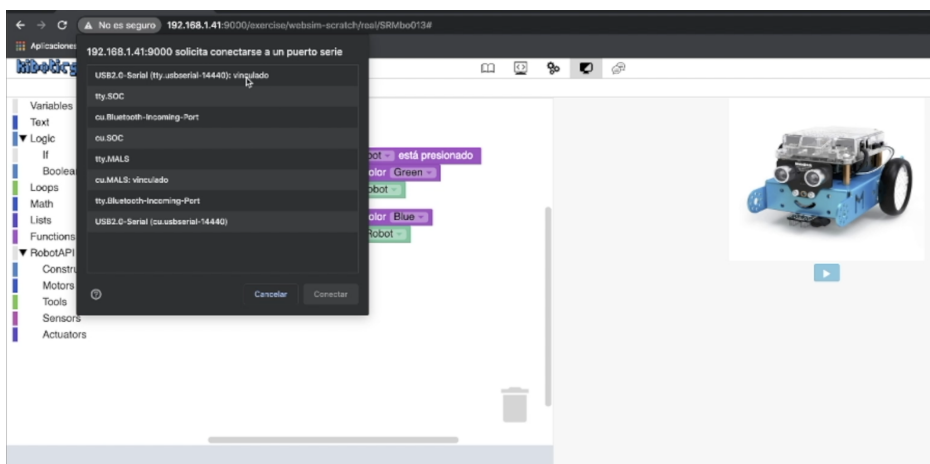 No es seguro 192.168.1.41:9000/exercise/websim-scratch/real/SRMbo013#
Aplicaciones
kibotics
192.168.1.41:9000 solicita conectarse a un puerto serie
USB2.0-Serial (tty.usbserial-14440): vinculado
tty.SOC
cu.Bluetooth-Incoming-Port
cu.SOC
tty.MALS
cu.MALS: vinculado
tty.Bluetooth-Incoming-Port
USB2.0-Serial (cu.usbserial-14440)
Cancelar Conectar
Variables
Text
Logic
If
Boolea
Loops
Math
Lists
Functions
RobotAPI
Constru
Motors
Tools
Sensors
Actuators
bot está presionado
olor Green
obot
olor Blue
Robot